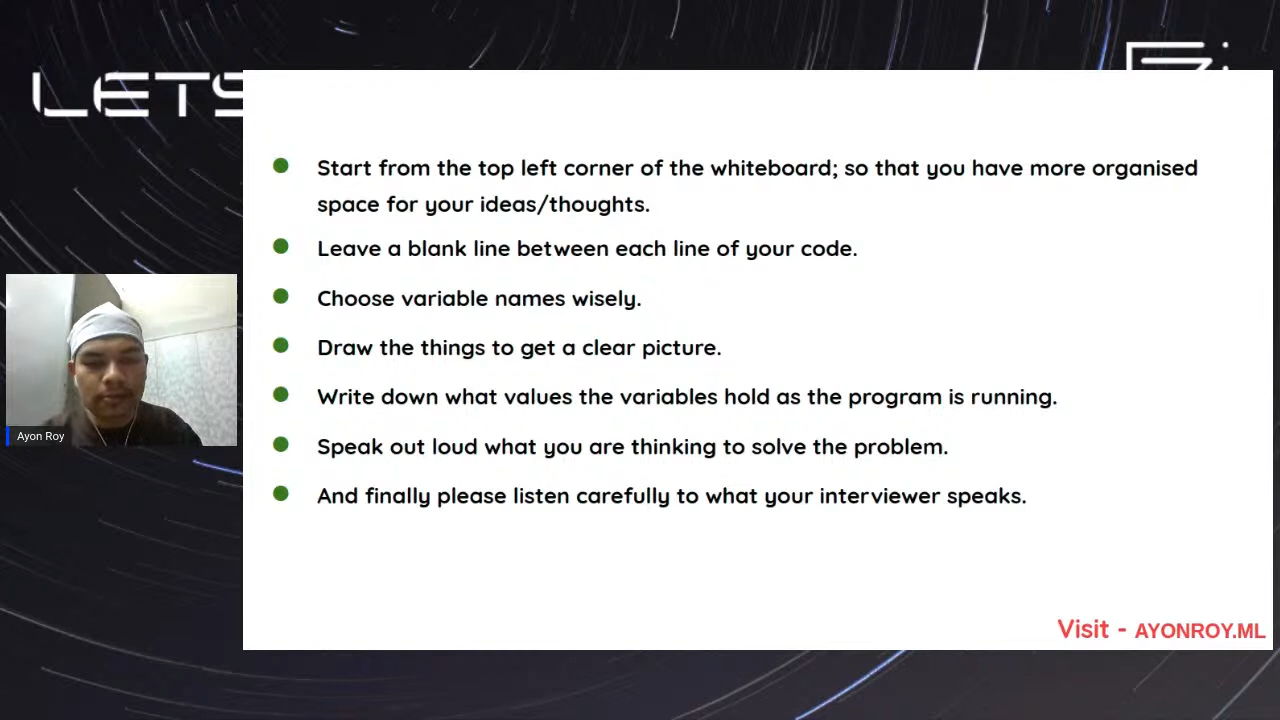 LETS
Start from the top left corner of the whiteboard; so that you have more organised
space for your ideas/thoughts.
Leave a blank line between each line of your code.
Choose variable names wisely.
Draw the things to get a clear picture.
Write down what values the variables hold as the program is running.
Speak out loud what you are thinking to solve the problem.
And finally please listen carefully to what your interviewer speaks.
Ayon Roy
Visit - AYONROY.ML